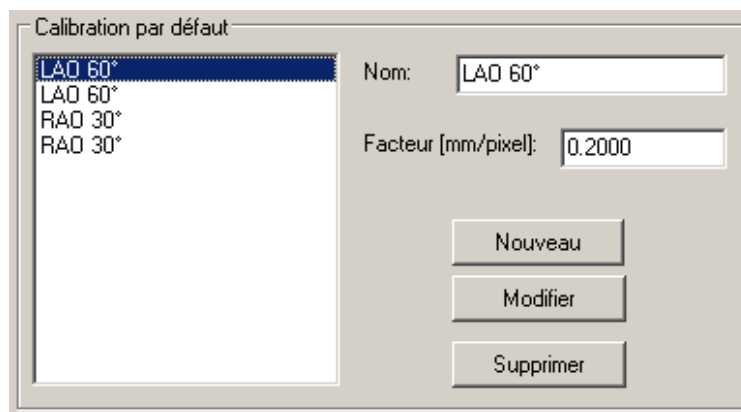 Calibration par défaut
LAO 60°
LAO 60°
RAO 30°
RAO 30°
Nom: LAO 60°
Facteur [mm/pixel]: 0.2000
Nouveau
Modifier
Supprimer